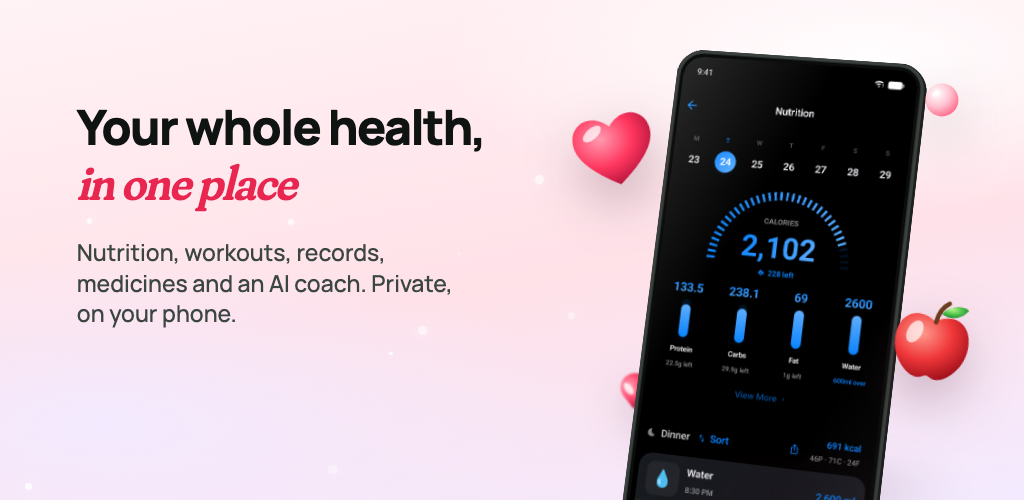 Your whole health,
in one place
Nutrition, workouts, records,
medicines and an AI coach. Private,
on your phone.
9:41
Nutrition
M T W T F S S
23 24 25 26 27 28 29
CALORIES
2,102
228 left
133.5 238.1 69 2600
Protein Carbs Fat Water
22.5g left 29.9g left 1g left 600ml over
View More ›
Dinner Sort 691 kcal
46P · 71C · 24F
Water
8:30 PM
2,600